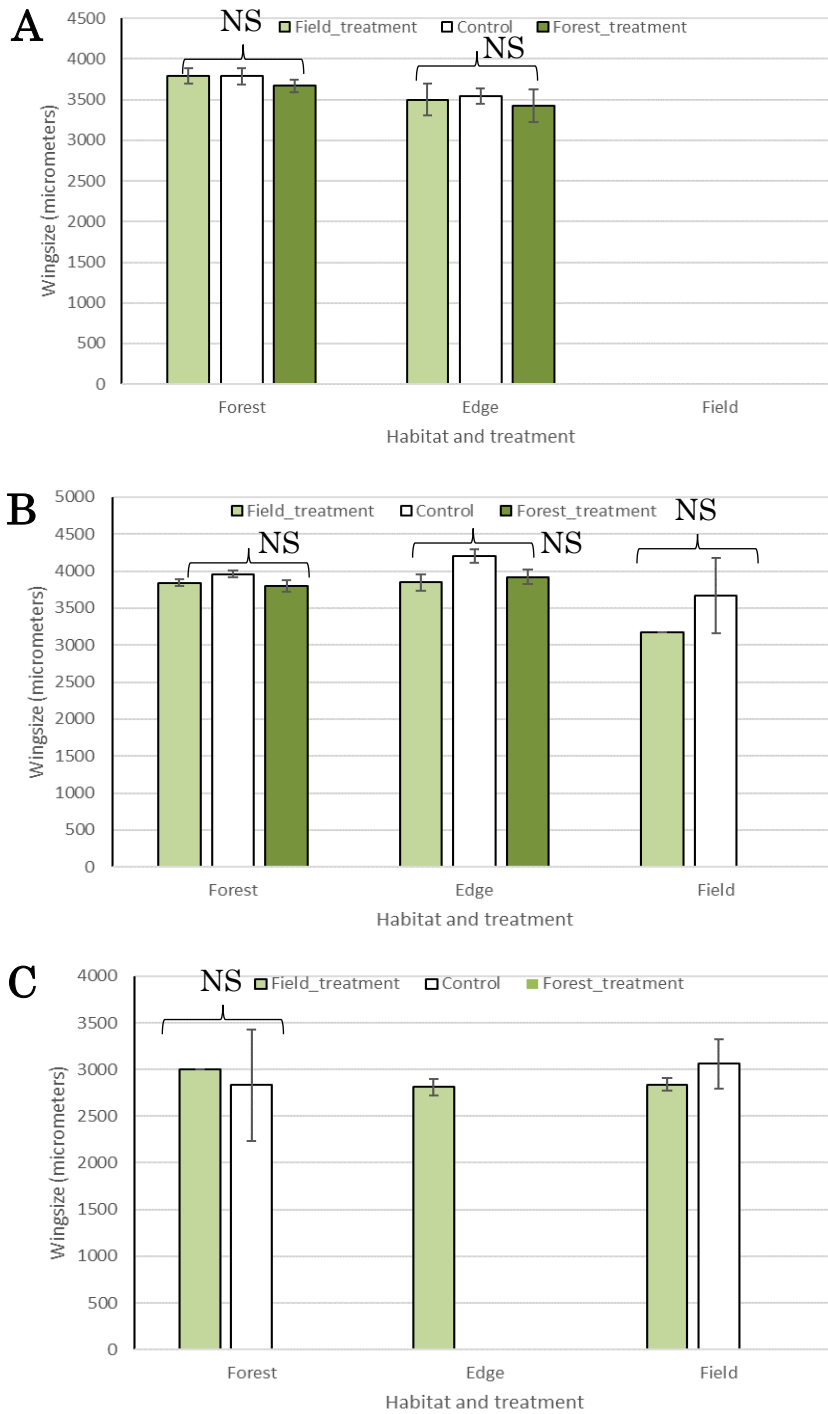 A
4500
Field_treatment Control Forest_treatment
NS
NS
4000
3500
3000
2500
2000
1500
1000
500
0
Wingsize (micrometers)
Forest Edge Field
Habitat and treatment
B
5000
Field_treatment Control Forest_treatment
NS
4500
NS NS
4000
3500
3000
2500
2000
1500
1000
500
0
Wingsize (micrometers)
Forest Edge Field
Habitat and treatment
C
4000
NS Field_treatment Control Forest_treatment
3500
3000
2500
2000
1500
1000
500
0
Wingsize (micrometers)
Forest Edge Field
Habitat and treatment